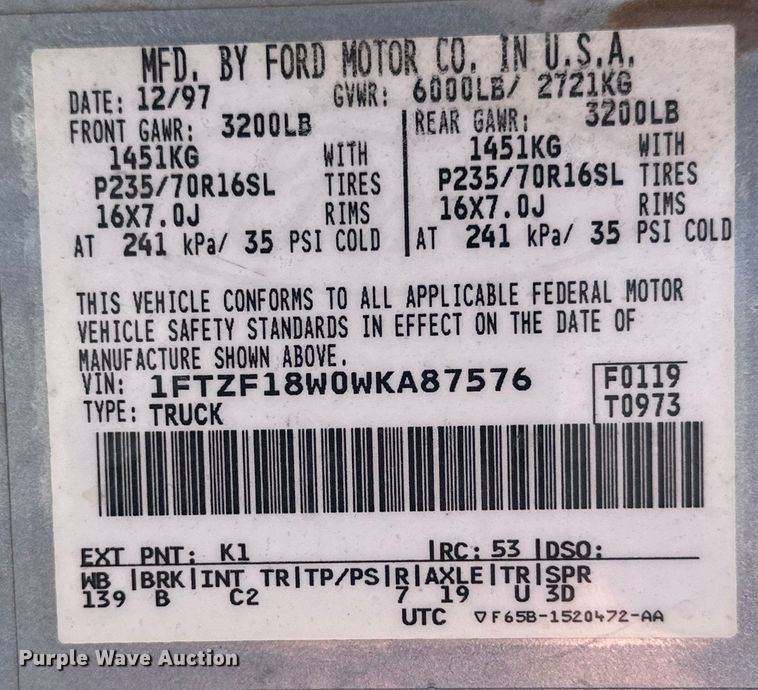 MFD. BY FORD MOTOR CO. IN U.S.A.
DATE: 12/97 GVWR: 6000LB/ 2721KG
FRONT GAWR: 3200LB REAR GAWR: 3200LB
1451KG WITH 1451KG WITH
P235/70R16SL TIRES P235/70R16SL TIRES
16X7.0J RIMS 16X7.0J RIMS
AT 241 kPa/ 35 PSI COLD AT 241 kPa/ 35 PSI COLD
THIS VEHICLE CONFORMS TO ALL APPLICABLE FEDERAL MOTOR
VEHICLE SAFETY STANDARDS IN EFFECT ON THE DATE OF
MANUFACTURE SHOWN ABOVE.
VIN: 1FTZF18W0WKA87576 F0119
TYPE: TRUCK T0973
EXT PNT: K1 RC: 53 DSO:
WB BRK INT TR TP/PS R AXLE TR SPR
139 B C2 7 19 U 3D
UTC ▽F65B-1520472-AA
Purple Wave Auction